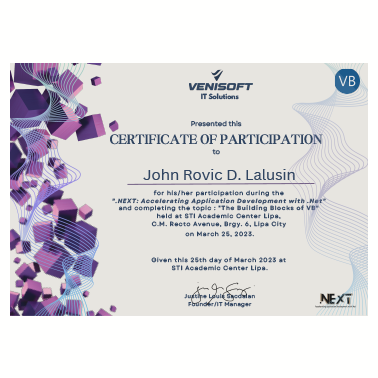 VENISOFT
IT Solutions
VB
Presented this
CERTIFICATE OF PARTICIPATION
to
John Rovic D. Lalusin
for his/her participation during the
".NEXT: Accelerating Application Development with .Net"
and completing the topic : "The Building Blocks of VB"
held at STI Academic Center Lipa,
C.M. Recto Avenue, Brgy. 6, Lipa City
on March 25, 2023.
Given this 25th day of March 2023 at
STI Academic Center Lipa.
Justine Louis
Founder/IT Manager
.NEXT